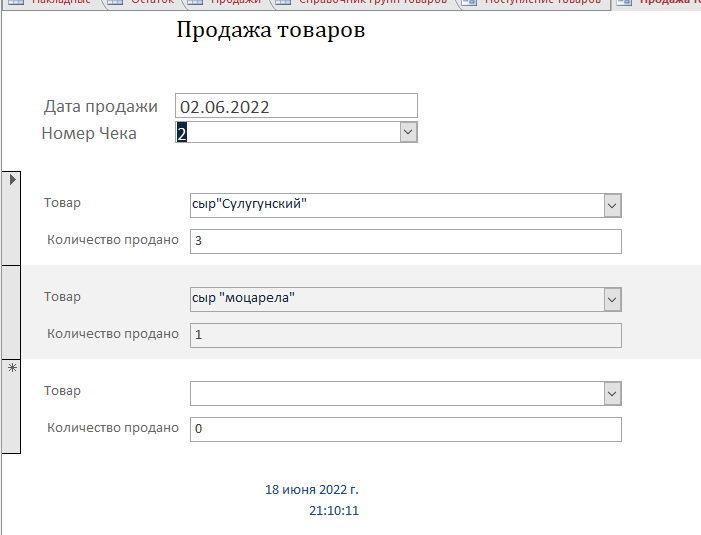 Накладные Остаток Продажи Справочник групп товаров Поступление товаров Продажа то
Продажа товаров
Дата продажи 02.06.2022
Номер Чека 2
Товар сыр"Сулугунский"
Количество продано 3
Товар сыр "моцарела"
Количество продано 1
Товар
Количество продано 0
18 июня 2022 г.
21:10:11